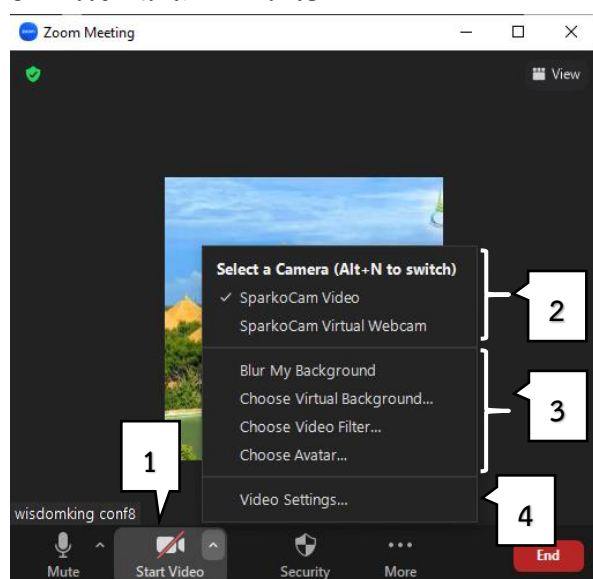 Zoom Meeting
View
Select a Camera (Alt+N to switch)
SparkoCam Video
SparkoCam Virtual Webcam
2
Blur My Background
Choose Virtual Background...
Choose Video Filter...
Choose Avatar...
3
1
Video Settings...
4
wisdomking conf8
Mute
Start Video
Security
More
End